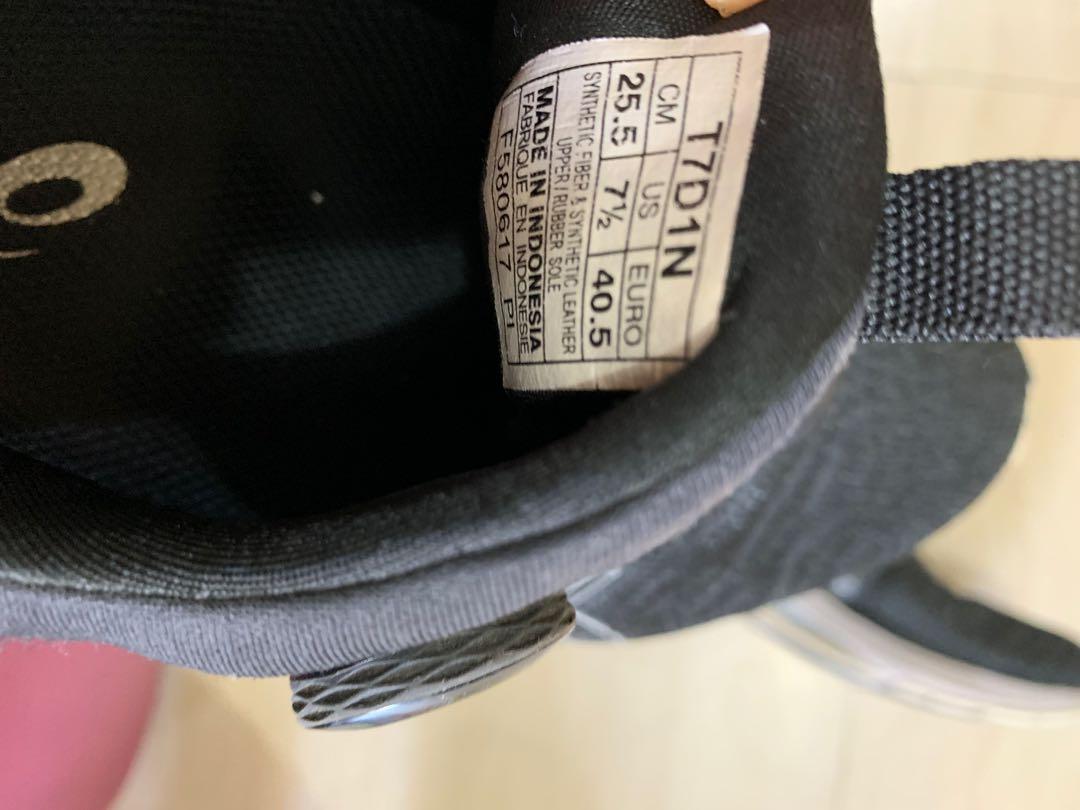 T7D1N
CM US EURO
25.5 7½ 40.5
SYNTHETIC FIBER & SYNTHETIC LEATHER
UPPER / RUBBER SOLE
MADE IN INDONESIA
FABRIQUE EN INDONESIE
F580617 PI